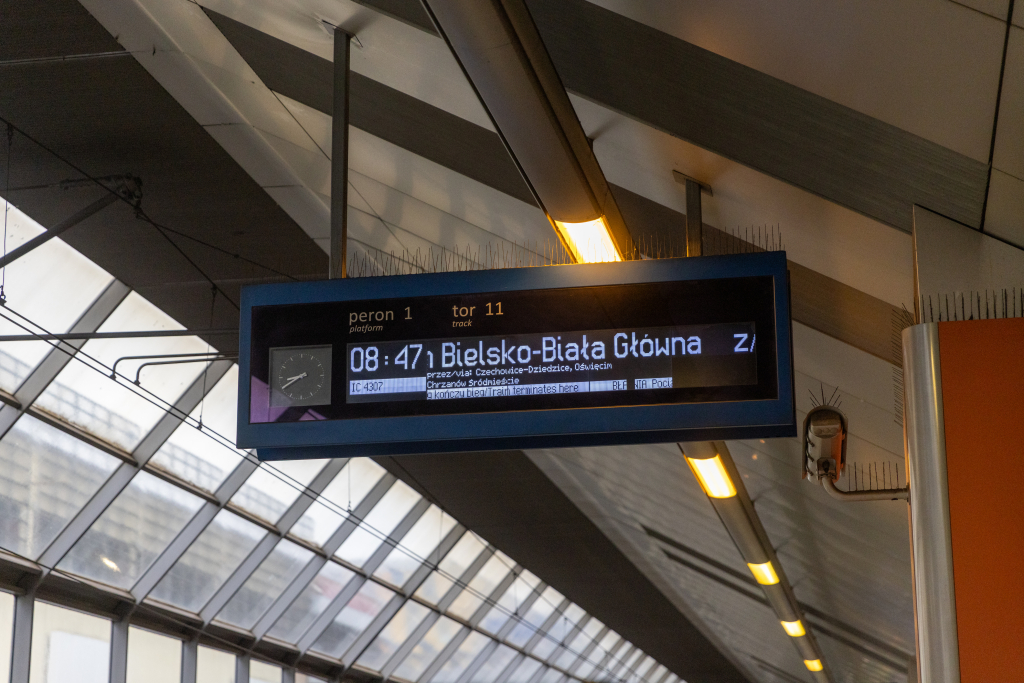 peron 1 tor 11
platform track
08:47 Bielsko-Biała Główna z/
przez/via: Czechowice-Dziedzice, Oświęcim
IC 4307 Chrzanów Śródmieście
kończy bieg/Train terminates here